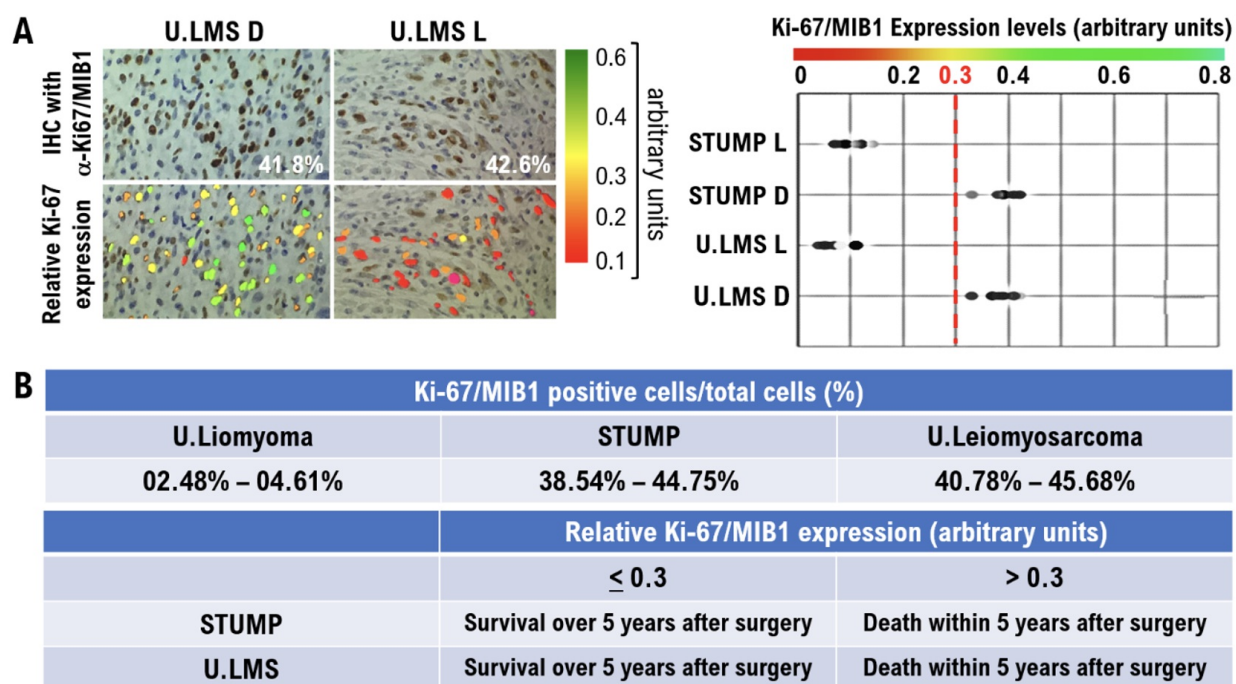 A
U.LMS D
U.LMS L
IHC with
α-Ki67/MIB1
41.8%
42.6%
Relative Ki-67
expression
0.6
0.4
0.3
0.2
0.1
arbitrary units
Ki-67/MIB1 Expression levels (arbitrary units)
0 0.2 0.3 0.4 0.6 0.8
STUMP L
STUMP D
U.LMS L
U.LMS D
B
Ki-67/MIB1 positive cells/total cells (%)
U.Liomyoma STUMP U.Leiomyosarcoma
02.48% – 04.61% 38.54% – 44.75% 40.78% – 45.68%
Relative Ki-67/MIB1 expression (arbitrary units)
≤ 0.3 > 0.3
STUMP Survival over 5 years after surgery Death within 5 years after surgery
U.LMS Survival over 5 years after surgery Death within 5 years after surgery